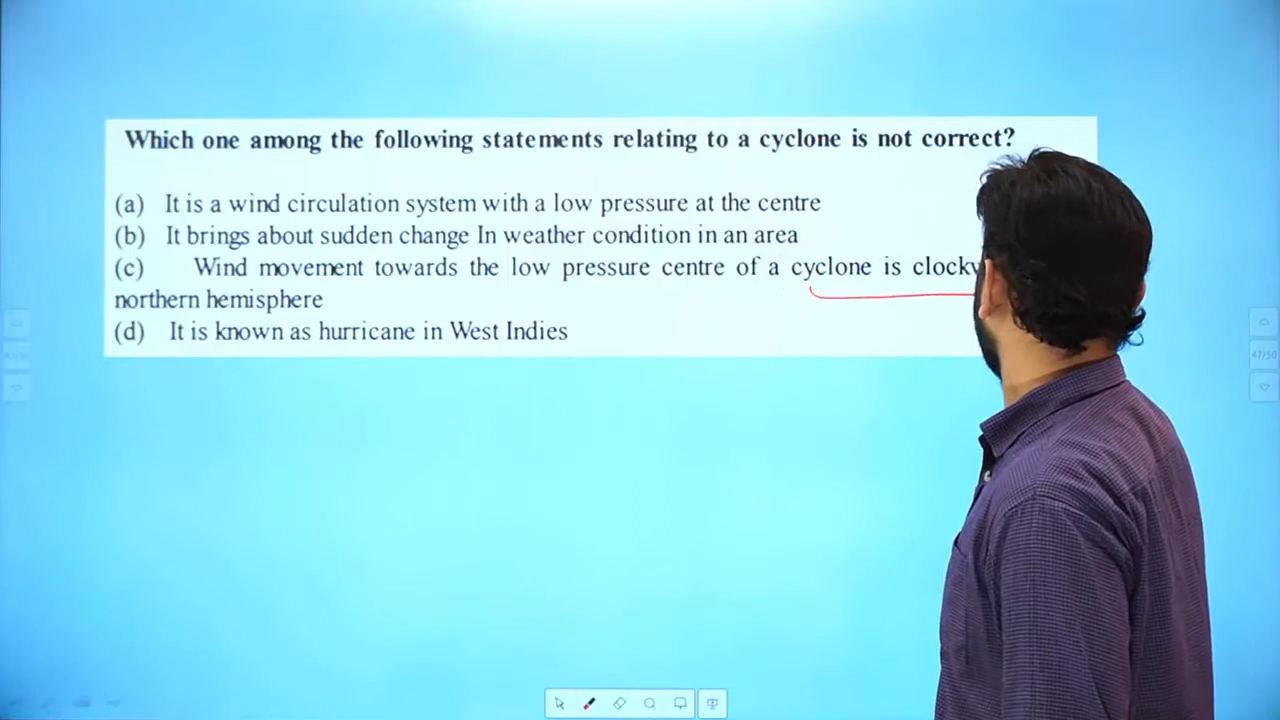 Which one among the following statements relating to a cyclone is not correct?
(a) It is a wind circulation system with a low pressure at the centre
(b) It brings about sudden change In weather condition in an area
(c) Wind movement towards the low pressure centre of a cyclone is
northern hemisphere
(d) It is known as hurricane in West Indies
47/50